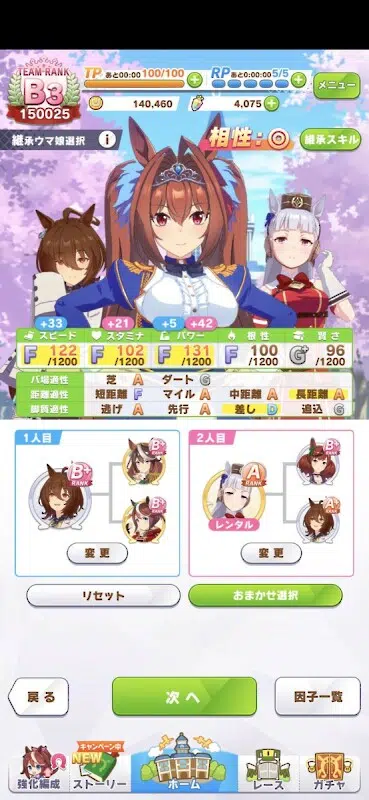 TEAM RANK
B3
150025
TP あと00:00 100/100
RP あと0:00:00 5/5
メニュー
140,460
4,075
継承ウマ娘選択 i
相性:◎
継承スキル
+33 +21 +5 +42
スピード スタミナ パワー 根性 賢さ
F 122/1200 F 102/1200 F 131/1200 F 100/1200 G+ 96/1200
バ場適性 芝 A ダート G
距離適性 短距離 F マイル A 中距離 A 長距離 A
脚質適性 逃げ A 先行 A 差し D 追込 G
1人目
B+ RANK
B+ RANK
B+ RANK
変更
2人目
A RANK
レンタル
B+ RANK
A+ RANK
変更
リセット
おまかせ選択
戻る
次へ
因子一覧
キャンペーン中
NEW
強化編成
ストーリー
ホーム
レース
ガチャ